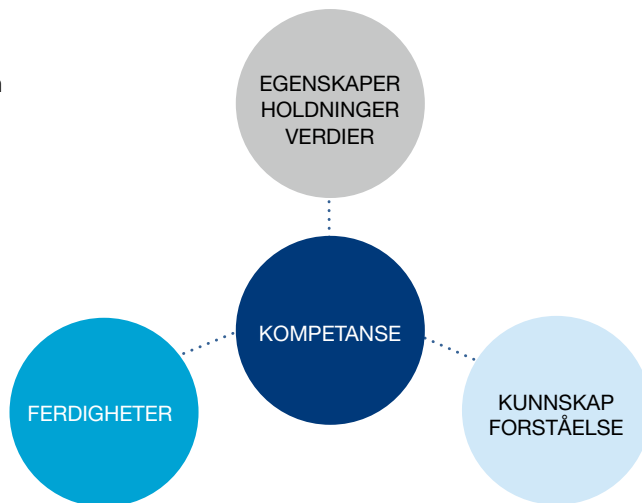 EGENSKAPER
HOLDNINGER
VERDIER
KOMPETANSE
FERDIGHETER
KUNNSKAP
FORSTÅELSE